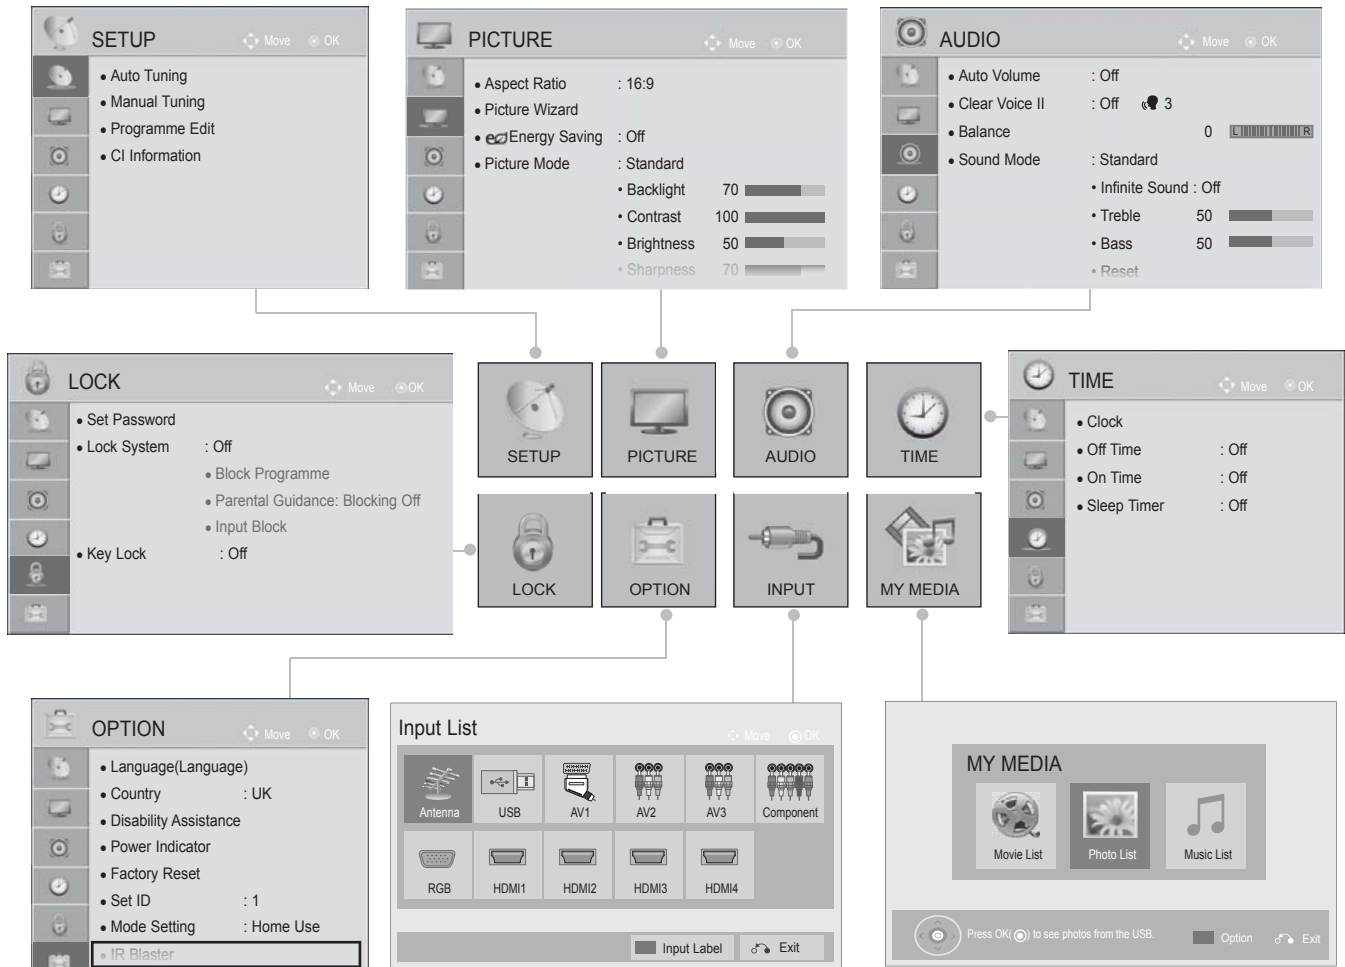 SETUP
Move OK
• Auto Tuning
• Manual Tuning
• Programme Edit
• CI Information
PICTURE
Move OK
• Aspect Ratio : 16:9
• Picture Wizard
• eco Energy Saving : Off
• Picture Mode : Standard
• Backlight 70
• Contrast 100
• Brightness 50
• Sharpness 70
AUDIO
Move OK
• Auto Volume : Off
• Clear Voice II : Off 3
• Balance 0 L R
• Sound Mode : Standard
• Infinite Sound : Off
• Treble 50
• Bass 50
• Reset
LOCK
Move OK
• Set Password
• Lock System : Off
• Block Programme
• Parental Guidance: Blocking Off
• Input Block
• Key Lock : Off
SETUP
PICTURE
AUDIO
TIME
LOCK
OPTION
INPUT
MY MEDIA
TIME
Move OK
• Clock
• Off Time : Off
• On Time : Off
• Sleep Timer : Off
OPTION
Move OK
• Language(Language)
• Country : UK
• Disability Assistance
• Power Indicator
• Factory Reset
• Set ID : 1
• Mode Setting : Home Use
• IR Blaster
Input List
Move OK
Antenna
USB
AV1
AV2
AV3
Component
RGB
HDMI1
HDMI2
HDMI3
HDMI4
Input Label Exit
MY MEDIA
Movie List
Photo List
Music List
Press OK(◉) to see photos from the USB.
Option Exit